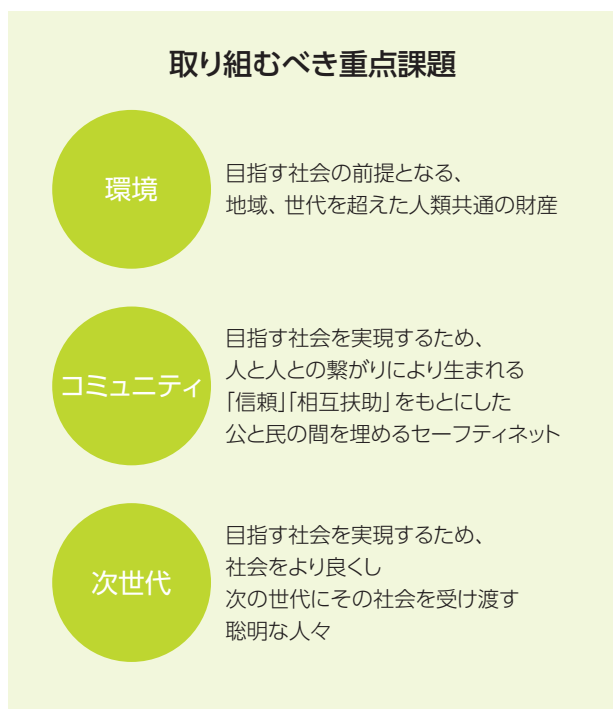 取り組むべき重点課題
環境
目指す社会の前提となる、
地域、世代を超えた人類共通の財産
コミュニティ
目指す社会を実現するため、
人と人との繋がりにより生まれる
「信頼」「相互扶助」をもとにした
公と民の間を埋めるセーフティネット
次世代
目指す社会を実現するため、
社会をより良くし
次の世代にその社会を受け渡す
聡明な人々